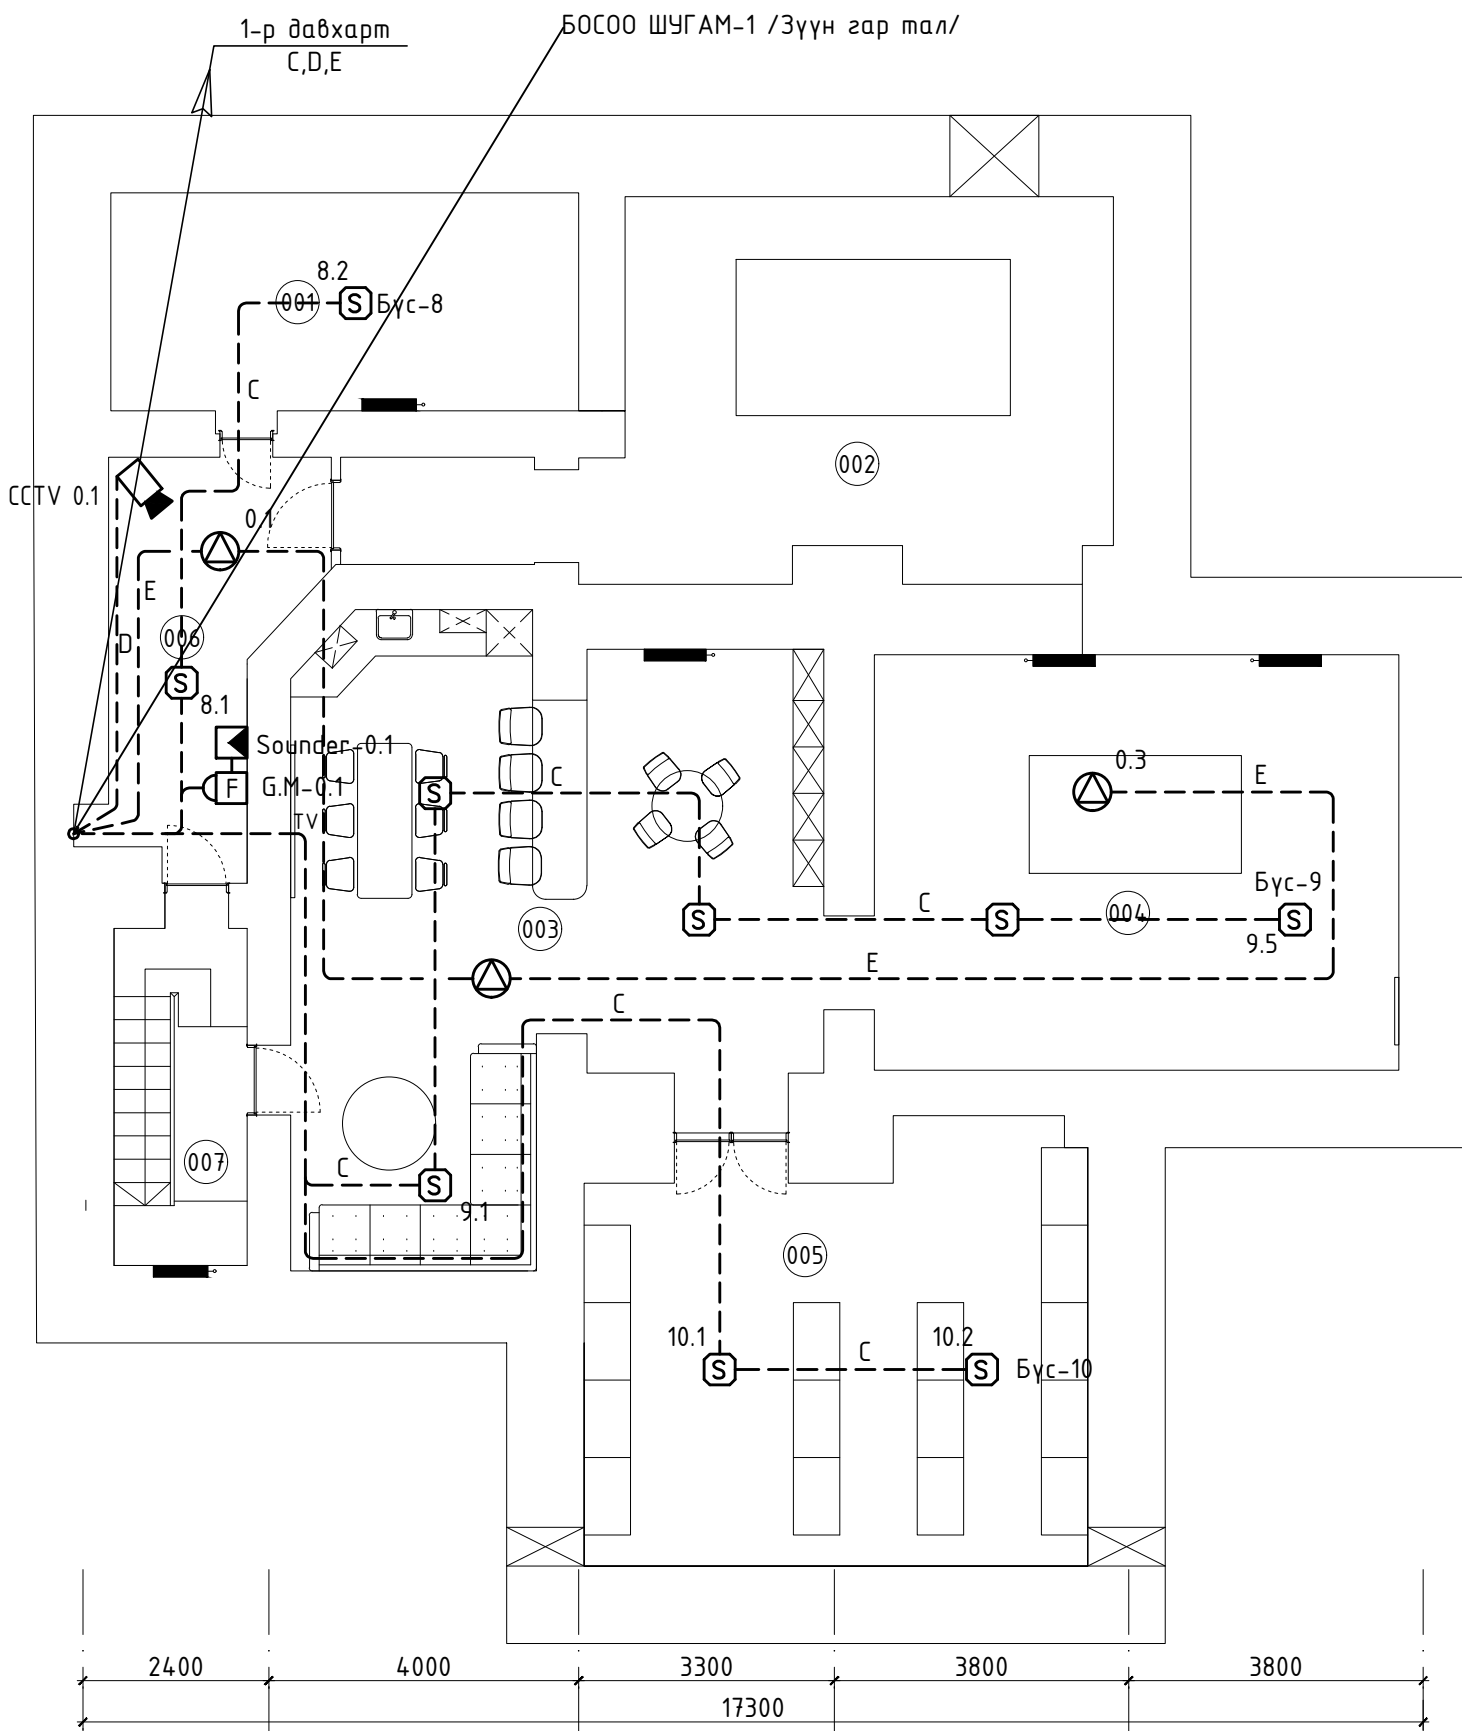 1-р давхарт
C,D,E
БОСОО ШУГАМ-1 /Зүүн гар тал/
8.2
001
S
Бүс-8
C
002
CCTV 0.1
0.1
E
D
006
S
8.1
Sounder-0.1
F
G.M-0.1
TV
S
C
0.3
E
Бүс-9
003
S
C
S
004
S
9.5
E
C
007
C
S
9.1
005
10.1
10.2
S
C
S
Бүс-10
2400
4000
3300
3800
3800
17300